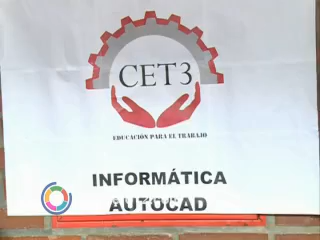 CET3
EDUCACIÓN PARA EL TRABAJO
INFORMÁTICA
AUTOCAD